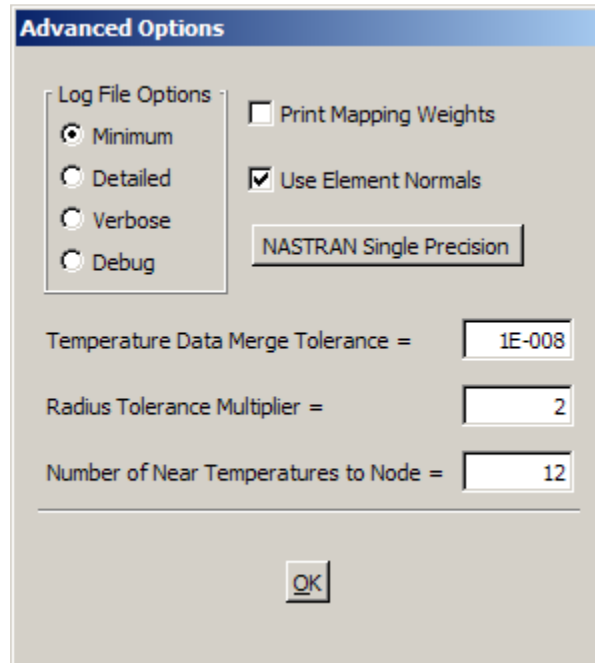 Advanced Options
Log File Options
Minimum
Detailed
Verbose
Debug
Print Mapping Weights
Use Element Normals
NASTRAN Single Precision
Temperature Data Merge Tolerance = 1E-008
Radius Tolerance Multiplier = 2
Number of Near Temperatures to Node = 12
OK